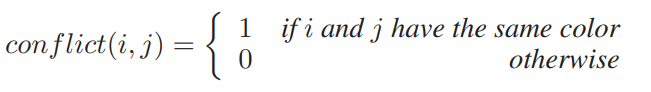 conflict(i, j) = { 1 if i and j have the same color
0 otherwise